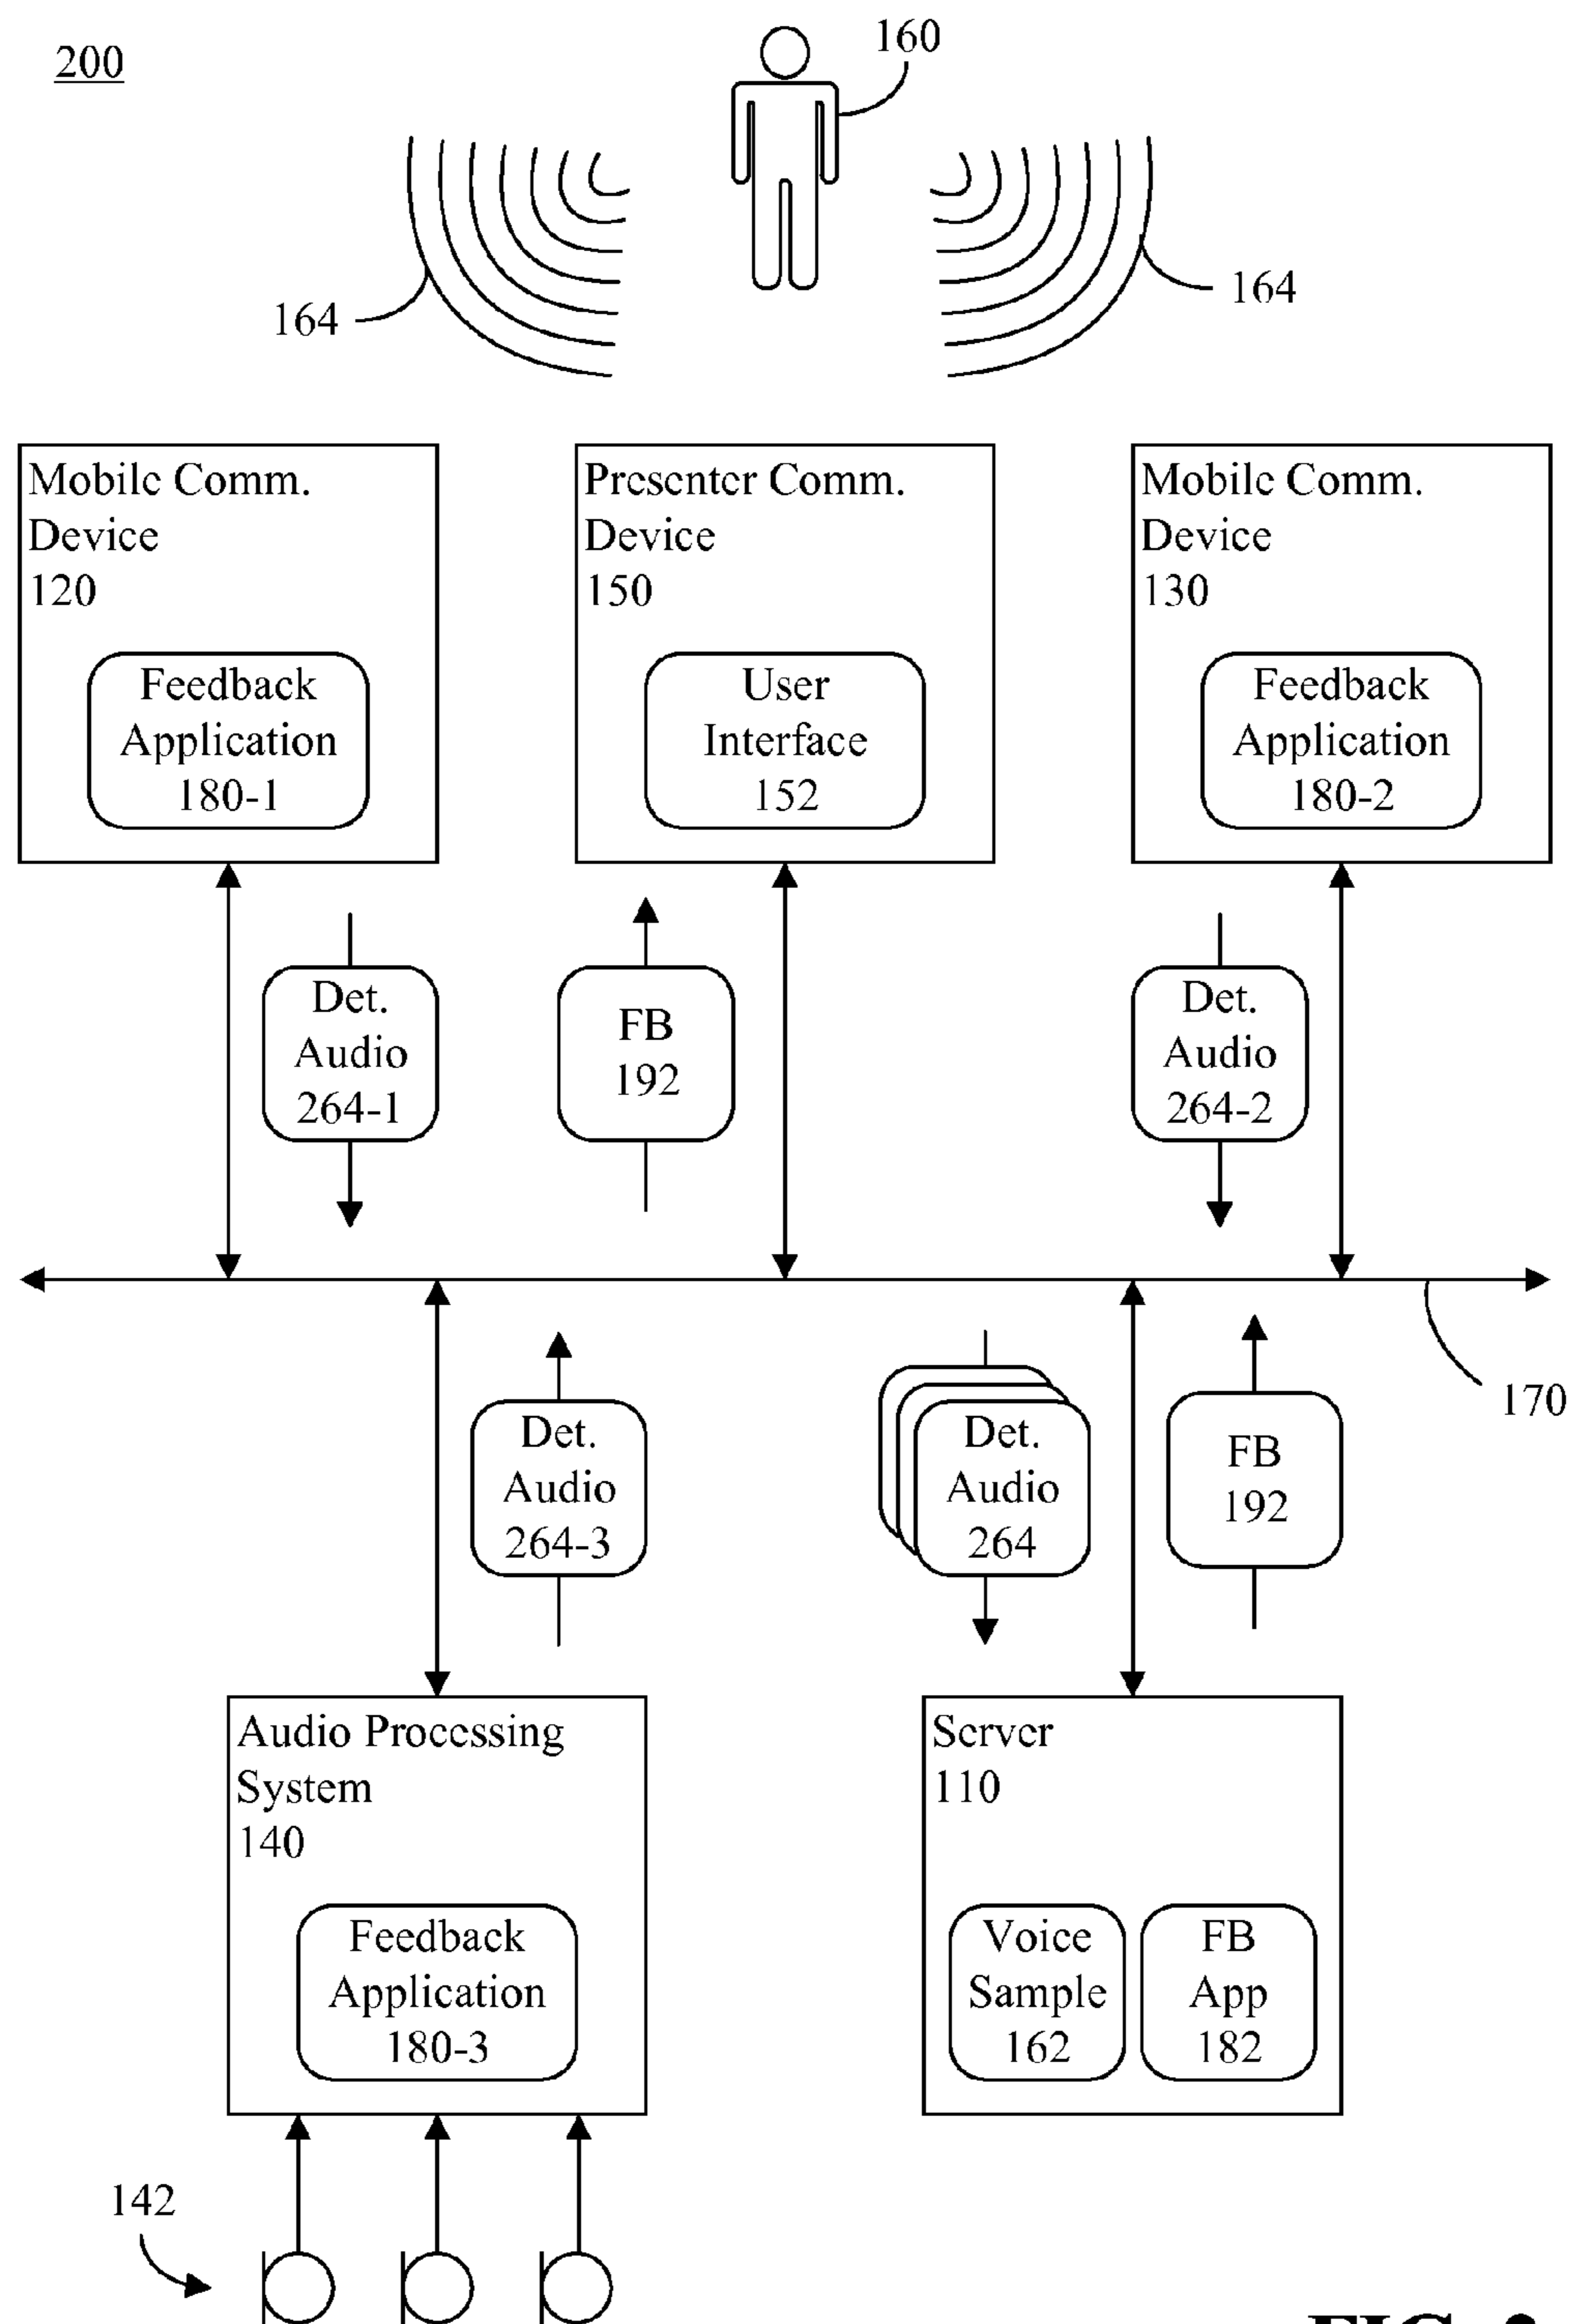 200
160
164
164
Mobile Comm.
Device
120
Feedback
Application
180-1
Presenter Comm.
Device
150
User
Interface
152
Mobile Comm.
Device
130
Feedback
Application
180-2
Det.
Audio
264-1
FB
192
Det.
Audio
264-2
Det.
Audio
264-3
Det.
Audio
264
FB
192
170
Audio Processing
System
140
Feedback
Application
180-3
Server
110
Voice
Sample
162
FB
App
182
142